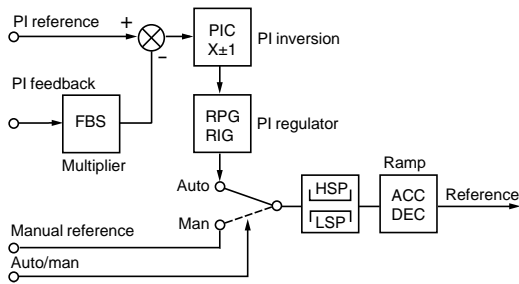 PI reference
+
−
PIC
X±1
PI inversion
PI feedback
FBS
Multiplier
RPG
RIG
PI regulator
Auto
Man
HSP
LSP
Ramp
ACC
DEC
Reference
Manual reference
Auto/man